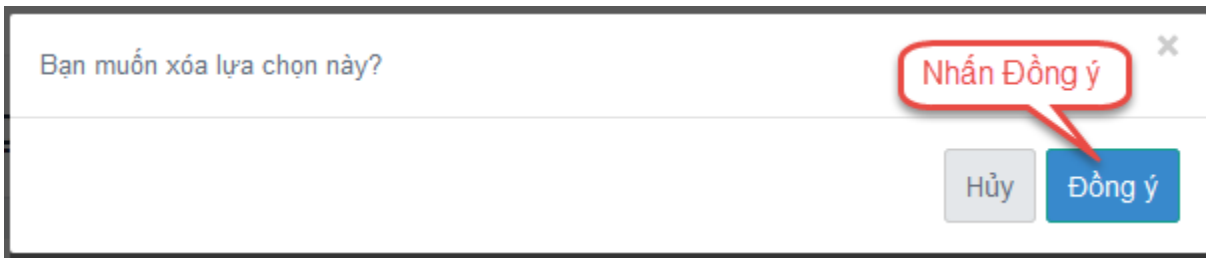 Bạn muốn xóa lựa chọn này?
×
Nhấn Đồng ý
Hủy
Đồng ý